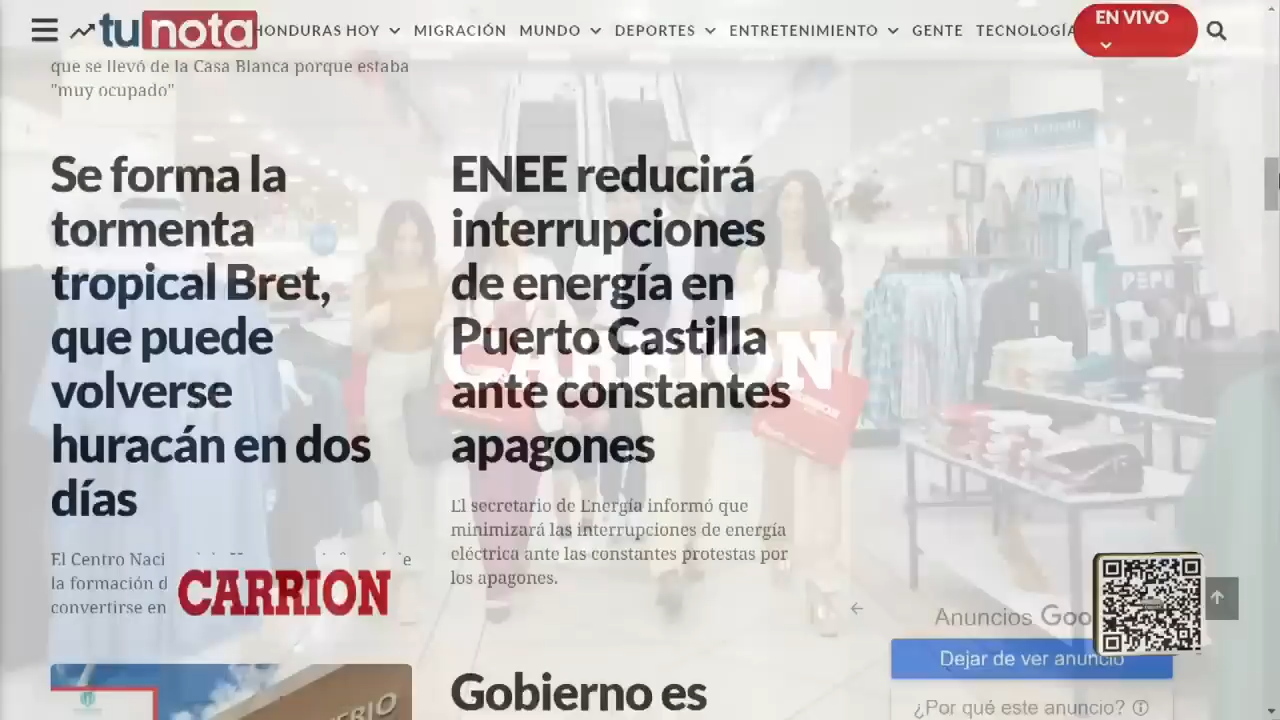 tunota
HONDURAS HOY
MIGRACIÓN
MUNDO
DEPORTES
ENTRETENIMIENTO
GENTE
TECNOLOGÍA
EN VIVO
que se llevó de la Casa Blanca porque estaba
"muy ocupado"
Se forma la
tormenta
tropical Bret,
que puede
volverse
huracán en dos
días
El Centro Naci
la formación d
convertirse en
CARRION
ENEE reducirá
interrupciones
de energía en
Puerto Castilla
ante constantes
apagones
El secretario de Energía informó que
minimizará las interrupciones de energía
eléctrica ante las constantes protestas por
los apagones.
CARRION
PEPE
Gobierno es
Anuncios Goo
Dejar de ver anuncio
¿Por qué este anuncio?